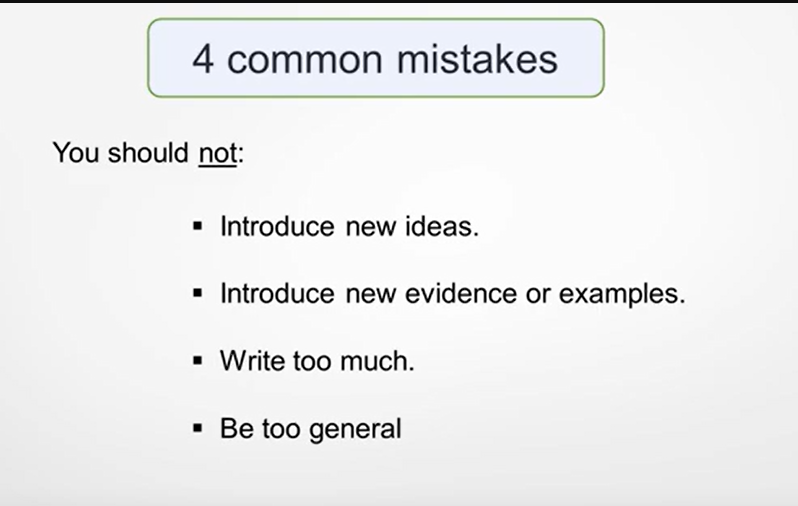 4 common mistakes
You should not:
▪ Introduce new ideas.
▪ Introduce new evidence or examples.
▪ Write too much.
▪ Be too general